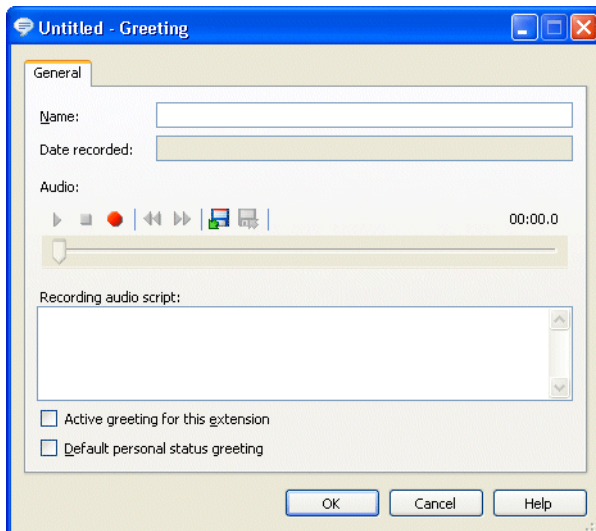 Untitled - Greeting
General
Name:
Date recorded:
Audio:
00:00.0
Recording audio script:
Active greeting for this extension
Default personal status greeting
OK Cancel Help